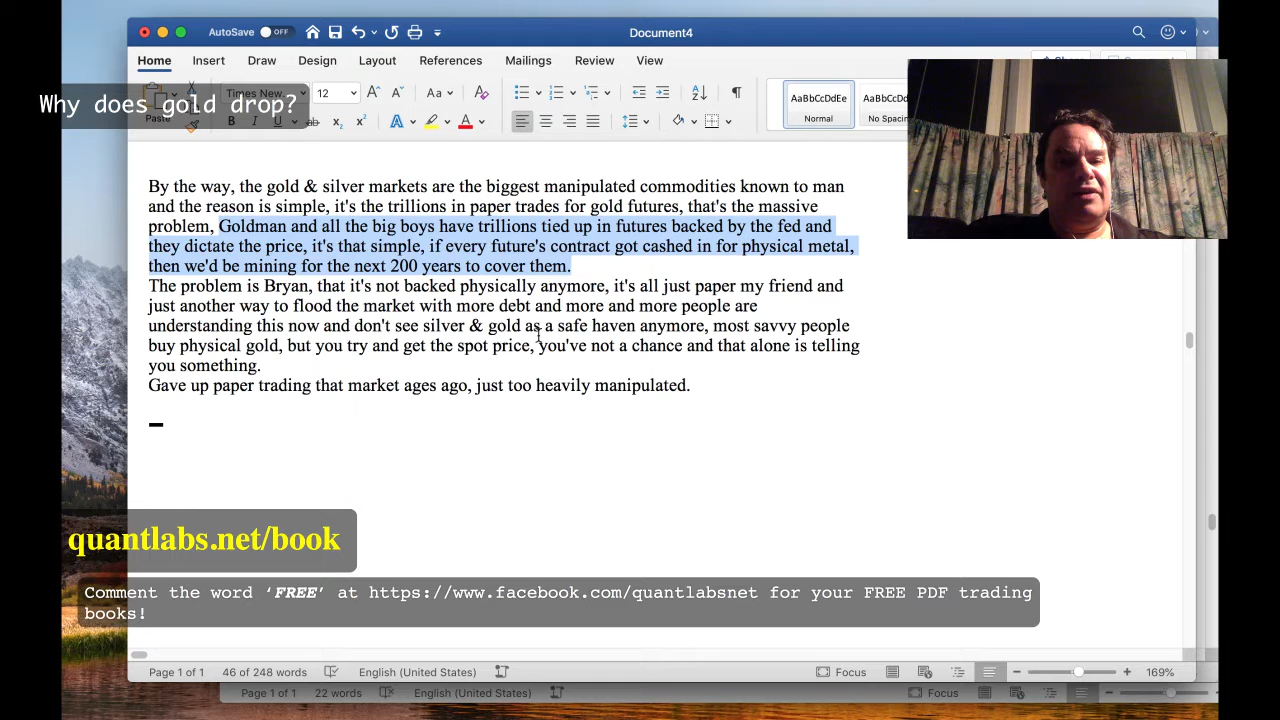 AutoSave OFF
Document4
Home Insert Draw Design Layout References Mailings Review View
Why does gold drop?
Times New... 12 Aa
Paste B I U ab x2 x2 A A
AaBbCcDdEe
Normal
AaBbCcDc
No Spacing
By the way, the gold & silver markets are the biggest manipulated commodities known to man
and the reason is simple, it's the trillions in paper trades for gold futures, that's the massive
problem, Goldman and all the big boys have trillions tied up in futures backed by the fed and
they dictate the price, it's that simple, if every future's contract got cashed in for physical metal,
then we'd be mining for the next 200 years to cover them.
The problem is Bryan, that it's not backed physically anymore, it's all just paper my friend and
just another way to flood the market with more debt and more and more people are
understanding this now and don't see silver & gold as a safe haven anymore, most savvy people
buy physical gold, but you try and get the spot price, you've not a chance and that alone is telling
you something.
Gave up paper trading that market ages ago, just too heavily manipulated.
quantlabs.net/book
Comment the word ‘FREE’ at https://www.facebook.com/quantlabsnet for your FREE PDF trading
books!
Page 1 of 1 46 of 248 words English (United States) Focus 169%
Page 1 of 1 22 words English (United States) Focus